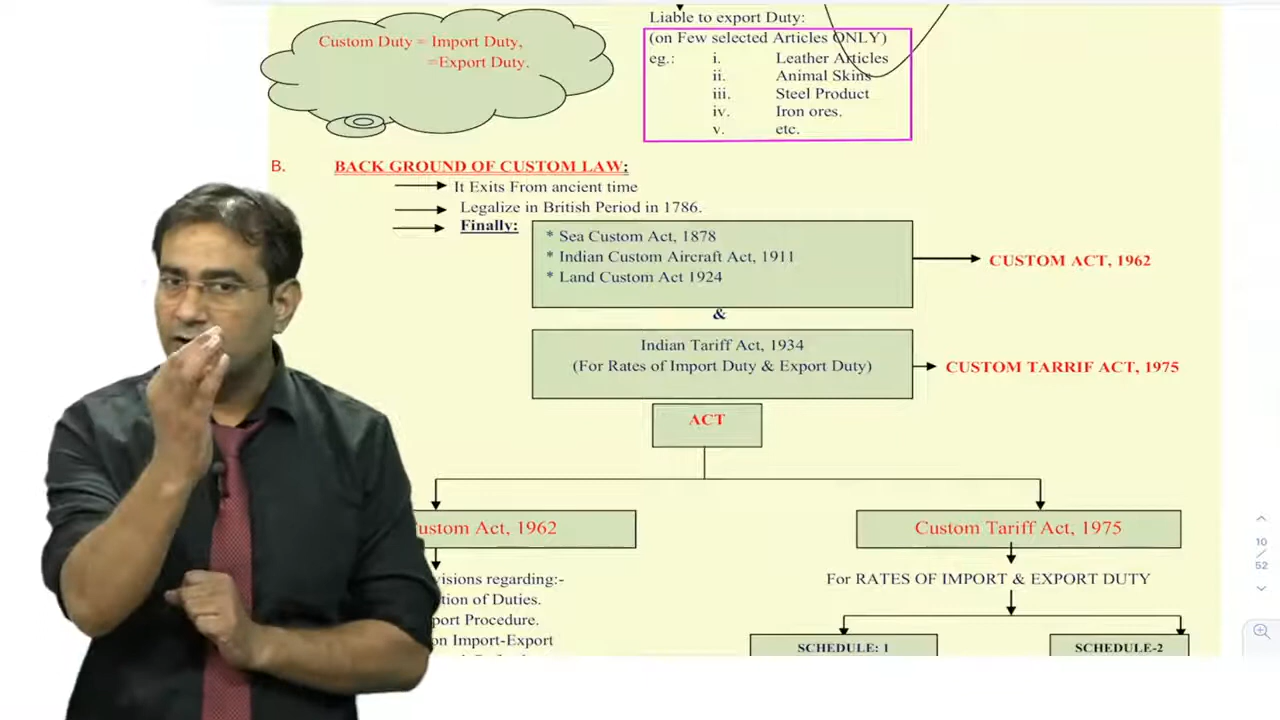 Custom Duty = Import Duty,
=Export Duty.
Liable to export Duty:
(on Few selected Articles ONLY)
eg.: i. Leather Articles
ii. Animal Skins
iii. Steel Product
iv. Iron ores.
v. etc.
B. BACK GROUND OF CUSTOM LAW:
It Exits From ancient time
Legalize in British Period in 1786.
Finally:
* Sea Custom Act, 1878
* Indian Custom Aircraft Act, 1911
* Land Custom Act 1924
CUSTOM ACT, 1962
&
Indian Tariff Act, 1934
(For Rates of Import Duty & Export Duty)
CUSTOM TARRIF ACT, 1975
ACT
ustom Act, 1962
Custom Tariff Act, 1975
visions regarding:-
tion of Duties.
port Procedure.
on Import-Export
For RATES OF IMPORT & EXPORT DUTY
SCHEDULE: 1
SCHEDULE-2
10
/
52